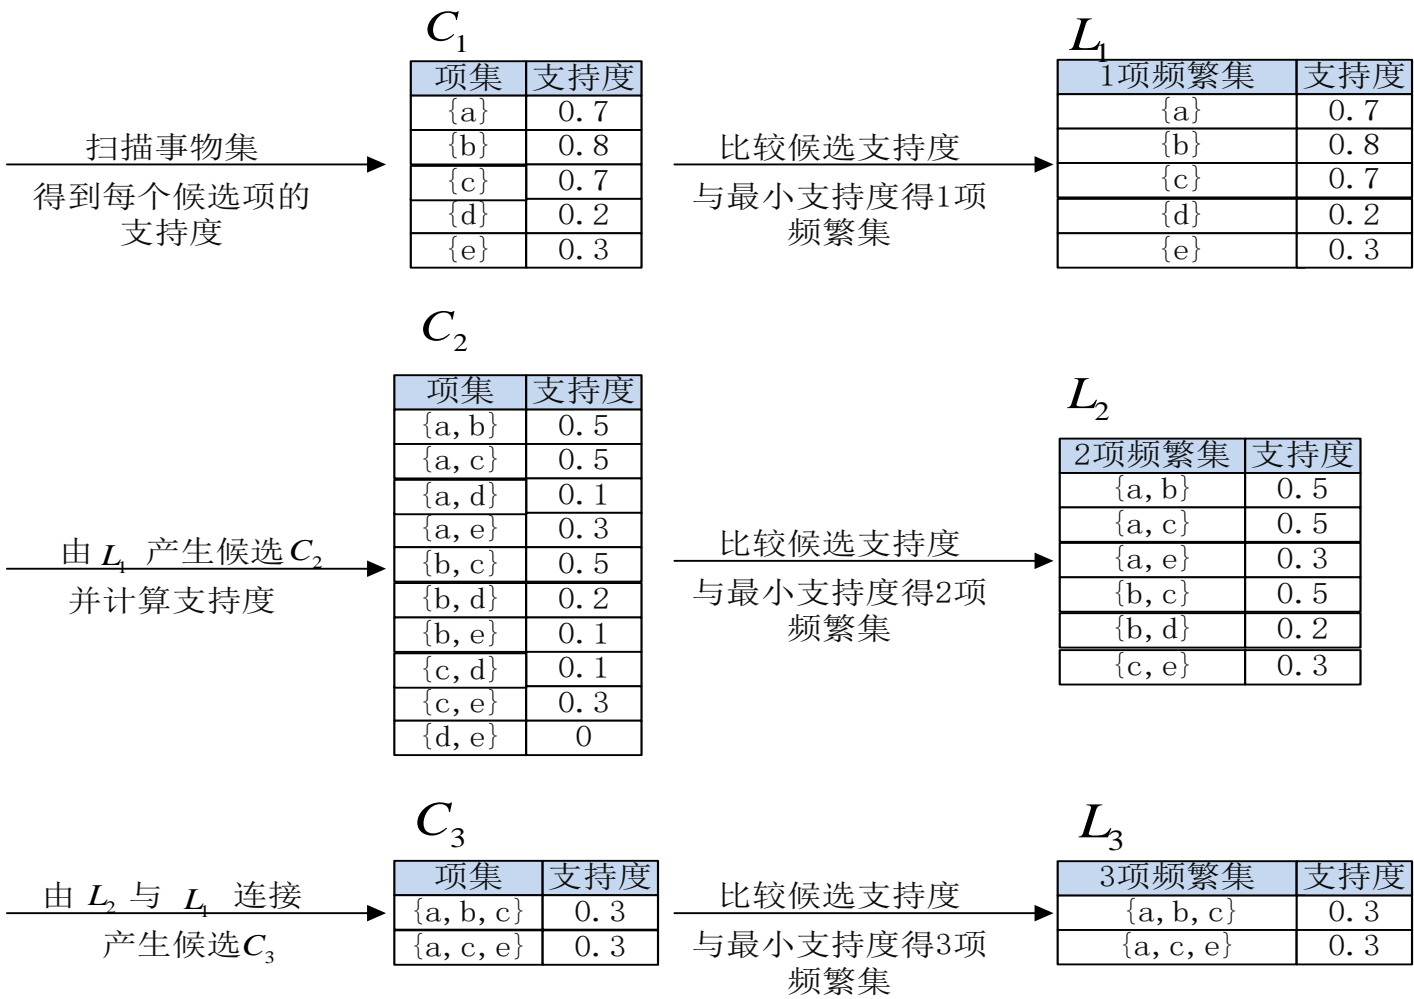 C1
项集 支持度
{a} 0.7
{b} 0.8
{c} 0.7
{d} 0.2
{e} 0.3
扫描事物集
得到每个候选项的
支持度
比较候选支持度
与最小支持度得1项
频繁集
L1
1项频繁集 支持度
{a} 0.7
{b} 0.8
{c} 0.7
{d} 0.2
{e} 0.3
由 L1 产生候选C2
并计算支持度
C2
项集 支持度
{a,b} 0.5
{a,c} 0.5
{a,d} 0.1
{a,e} 0.3
{b,c} 0.5
{b,d} 0.2
{b,e} 0.1
{c,d} 0.1
{c,e} 0.3
{d,e} 0
比较候选支持度
与最小支持度得2项
频繁集
L2
2项频繁集 支持度
{a,b} 0.5
{a,c} 0.5
{a,e} 0.3
{b,c} 0.5
{b,d} 0.2
{c,e} 0.3
由 L2 与 L1 连接
产生候选C3
C3
项集 支持度
{a,b,c} 0.3
{a,c,e} 0.3
比较候选支持度
与最小支持度得3项
频繁集
L3
3项频繁集 支持度
{a,b,c} 0.3
{a,c,e} 0.3